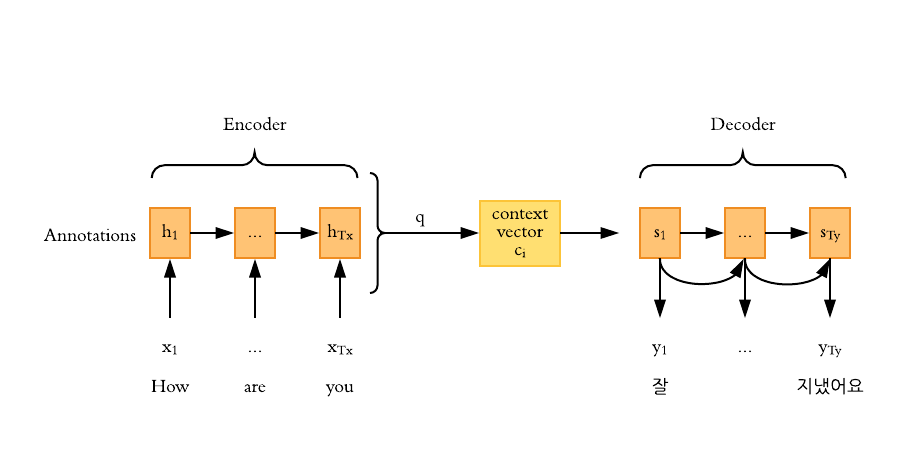 Encoder
Decoder
q
Annotations
h1
...
hTx
context
vector
ci
s1
...
sTy
x1
...
xTx
y1
...
yTy
How
are
you
잘
지냈어요